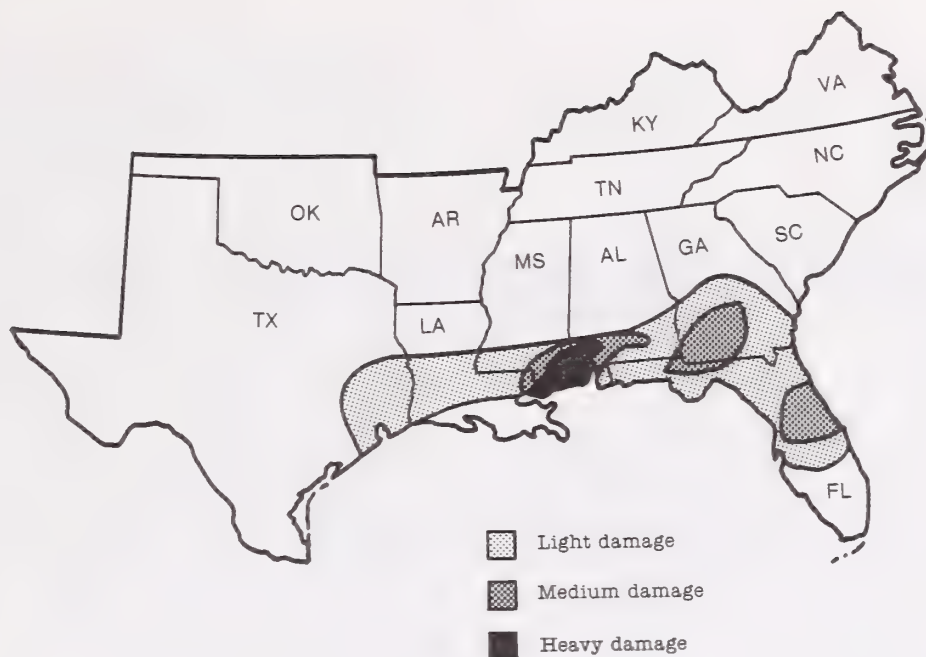 VA
KY
NC
TN
OK
AR
SC
MS
AL
GA
TX
LA
FL
Light damage
Medium damage
Heavy damage